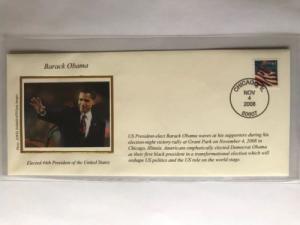 Barack Obama
CHICAGO, IL
NOV
4
2008
60607
US President-elect Barack Obama waves at his supporters during his
election-night victory rally at Grant Park on November 4, 2008 in
Chicago, Illinois. Americans emphatically elected Democrat Obama
as their first black president in a transformational election which will
reshape US politics and the US role on the world stage.
Elected 44th President of the United States